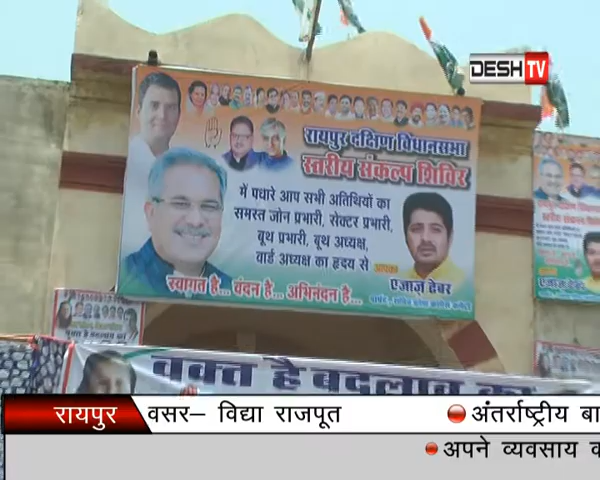 DESH TV
रायपुर दक्षिण विधानसभा
स्तरीय संकल्प शिविर
में पधारे आप सभी अतिथियों का
समस्त जोन प्रभारी, सेक्टर प्रभारी,
बूथ प्रभारी, बूथ अध्यक्ष,
वार्ड अध्यक्ष का हृदय से
स्वागत है... वंदन है... अभिनंदन है...
एजाज़ ढेबर
वक्त है बदलाव का
रायपुर
वसर– विद्या राजपूत
अंतर्राष्ट्रीय बा
अपने व्यवसाय क